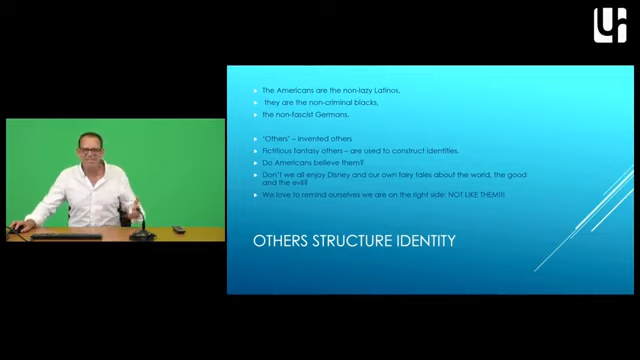 The Americans are the non-lazy Latinos,
they are the non-criminal blacks,
the non-fascist Germans.
'Others' – invented others
Fictitious fantasy others – are used to construct identities.
Do Americans believe them?
Don't we all enjoy Disney and our own fairy tales about the world, the good
and the evil?
We love to remind ourselves we are on the right side: NOT LIKE THEM!!!
OTHERS STRUCTURE IDENTITY